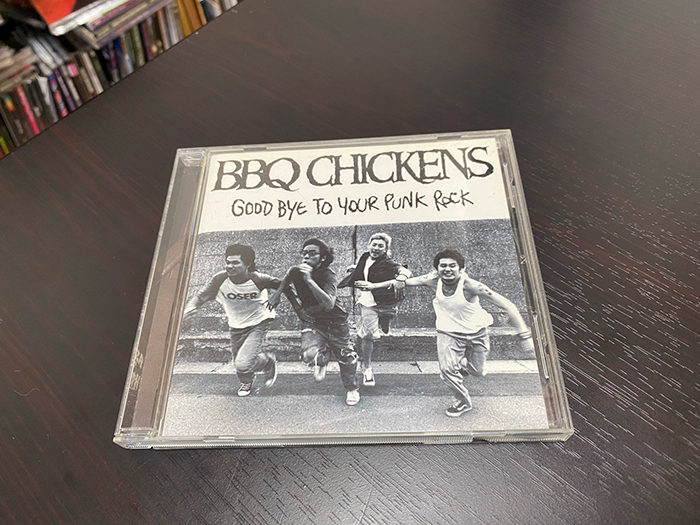 BBQ CHICKENS
GOOD BYE TO YOUR PUNK ROCK
LOSER